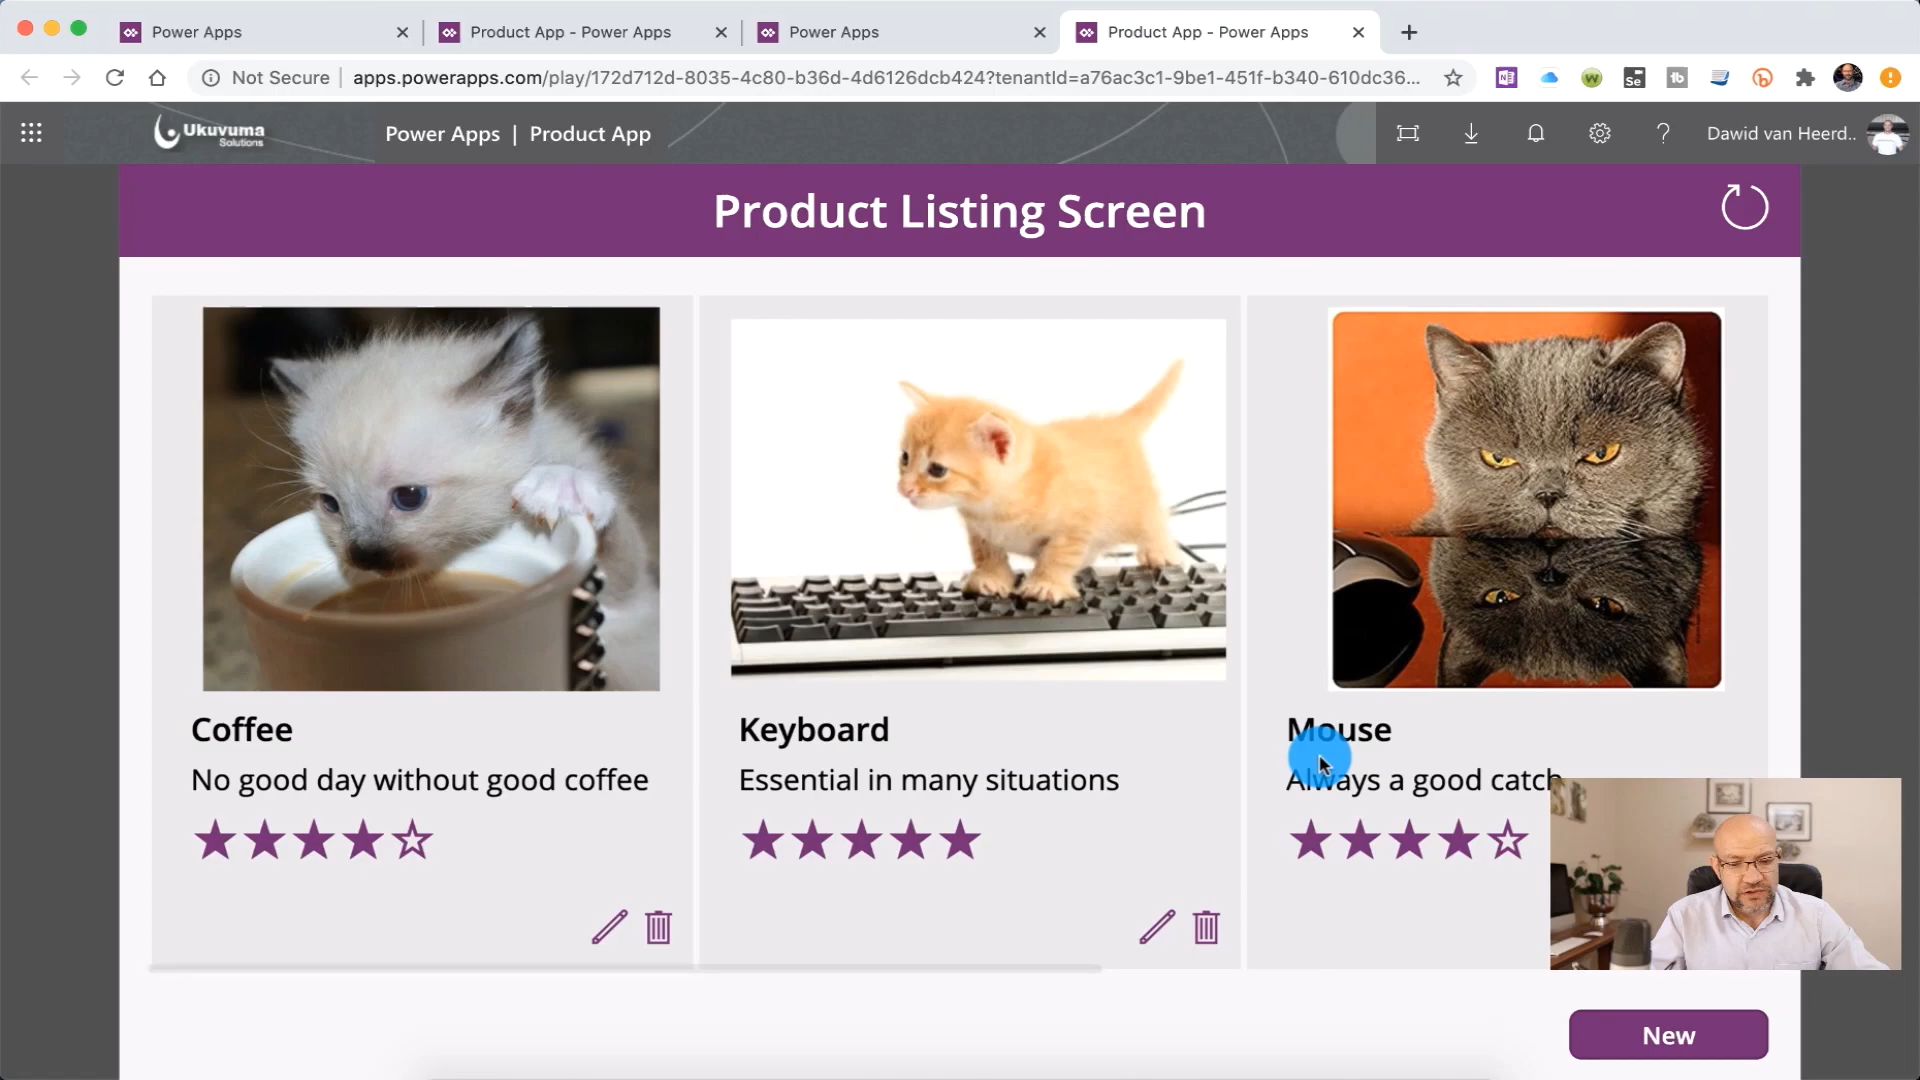 Power Apps
Product App - Power Apps
Power Apps
Product App - Power Apps
Not Secure
apps.powerapps.com/play/172d712d-8035-4c80-b36d-4d6126dcb424?tenantId=a76ac3c1-9be1-451f-b340-610dc36...
Ukuvuma
Solutions
Power Apps | Product App
Dawid van Heerd..
Product Listing Screen
Coffee
No good day without good coffee
Keyboard
Essential in many situations
Mouse
Always a good catch
New